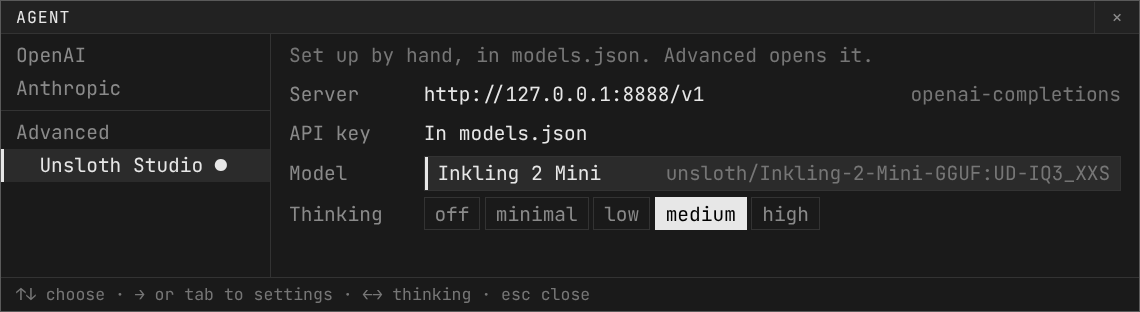 AGENT ×
OpenAI
Anthropic
Advanced
Unsloth Studio
Set up by hand, in models.json. Advanced opens it.
Server http://127.0.0.1:8888/v1 openai-completions
API key In models.json
Model Inkling 2 Mini unsloth/Inkling-2-Mini-GGUF:UD-IQ3_XXS
Thinking off minimal low medium high
↑↓ choose · → or tab to settings · ←→ thinking · esc close